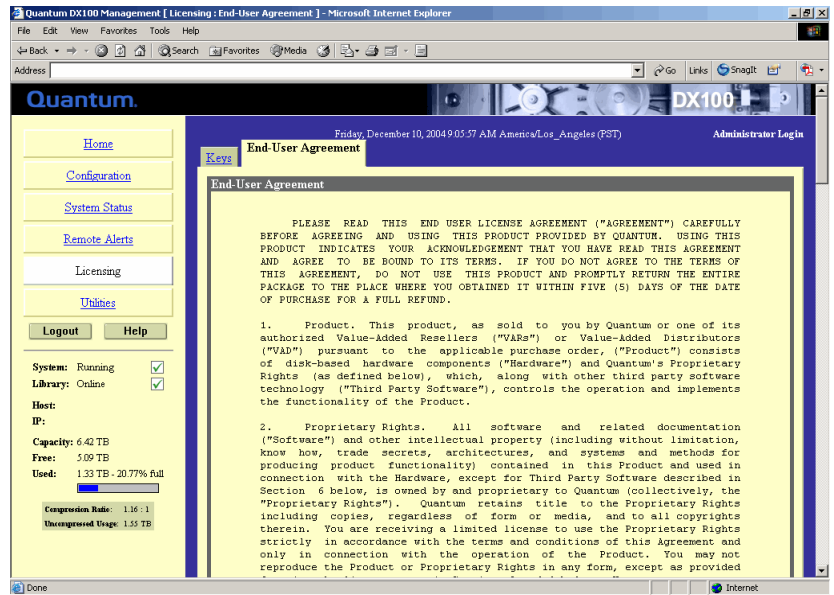 Quantum DX100 Management [ Licensing : End-User Agreement ] - Microsoft Internet Explorer
File Edit View Favorites Tools Help
Back Search Favorites Media
Address Go Links SnagIt
Quantum. DX100
Friday, December 10, 2004 9:05:57 AM America/Los_Angeles (PST) Administrator Login
Home
Configuration
System Status
Remote Alerts
Licensing
Utilities
Logout Help
System: Running
Library: Online
Host:
IP:
Capacity: 6.42 TB
Free: 5.09 TB
Used: 1.33 TB - 20.77% full
Compression Ratio: 1.16 : 1
Uncompressed Usage: 1.55 TB
Keys End-User Agreement
End-User Agreement
PLEASE READ THIS END USER LICENSE AGREEMENT ("AGREEMENT") CAREFULLY
BEFORE AGREEING AND USING THIS PRODUCT PROVIDED BY QUANTUM. USING THIS
PRODUCT INDICATES YOUR ACKNOWLEDGEMENT THAT YOU HAVE READ THIS AGREEMENT
AND AGREE TO BE BOUND TO ITS TERMS. IF YOU DO NOT AGREE TO THE TERMS OF
THIS AGREEMENT, DO NOT USE THIS PRODUCT AND PROMPTLY RETURN THE ENTIRE
PACKAGE TO THE PLACE WHERE YOU OBTAINED IT WITHIN FIVE (5) DAYS OF THE DATE
OF PURCHASE FOR A FULL REFUND.
1. Product. This product, as sold to you by Quantum or one of its
authorized Value-Added Resellers ("VARs") or Value-Added Distributors
("VAD") pursuant to the applicable purchase order, ("Product") consists
of disk-based hardware components ("Hardware") and Quantum's Proprietary
Rights (as defined below), which, along with other third party software
technology ("Third Party Software"), controls the operation and implements
the functionality of the Product.
2. Proprietary Rights. All software and related documentation
("Software") and other intellectual property (including without limitation,
know how, trade secrets, architectures, and systems and methods for
producing product functionality) contained in this Product and used in
connection with the Hardware, except for Third Party Software described in
Section 6 below, is owned by and proprietary to Quantum (collectively, the
"Proprietary Rights"). Quantum retains title to the Proprietary Rights
including copies, regardless of form or media, and to all copyrights
therein. You are receiving a limited license to use the Proprietary Rights
strictly in accordance with the terms and conditions of this Agreement and
only in connection with the operation of the Product. You may not
reproduce the Product or Proprietary Rights in any form, except as provided
Done Internet